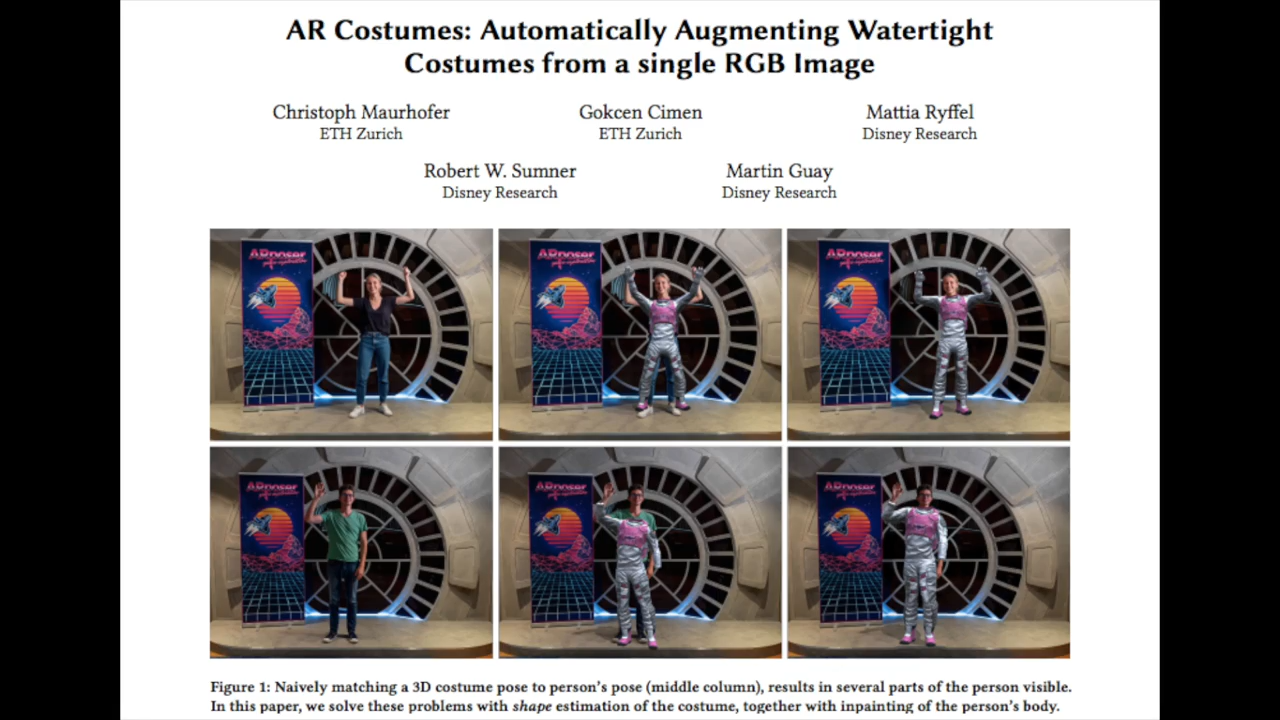 AR Costumes: Automatically Augmenting Watertight
Costumes from a single RGB Image
Christoph Maurhofer
ETH Zurich
Gokcen Cimen
ETH Zurich
Mattia Ryffel
Disney Research
Robert W. Sumner
Disney Research
Martin Guay
Disney Research
ARposer
ARposer
ARposer
ARposer
ARposer
ARposer
Figure 1: Naively matching a 3D costume pose to person's pose (middle column), results in several parts of the person visible.
In this paper, we solve these problems with shape estimation of the costume, together with inpainting of the person's body.